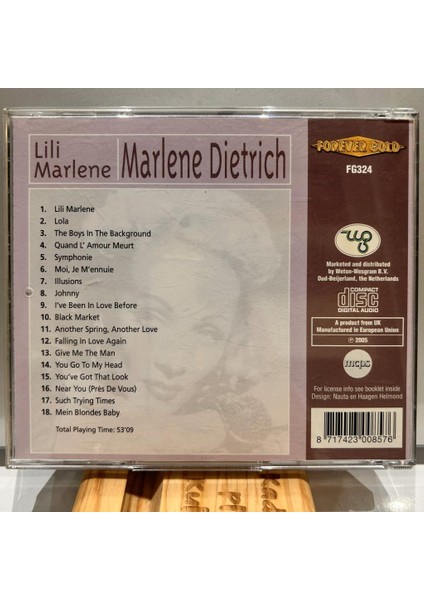 Lili
Marlene
Marlene Dietrich
1. Lili Marlene
2. Lola
3. The Boys In The Background
4. Quand L' Amour Meurt
5. Symphonie
6. Moi, Je M'ennuie
7. Illusions
8. Johnny
9. I've Been In Love Before
10. Black Market
11. Another Spring, Another Love
12. Falling In Love Again
13. Give Me The Man
14. You Go To My Head
15. You've Got That Look
16. Near You (Près De Vous)
17. Such Trying Times
18. Mein Blondes Baby
Total Playing Time: 53'09
FOREVER GOLD
FG324
Marketed and distributed
by Weton-Wesgram B.V.
Oud-Beijerland, the Netherlands
COMPACT
disc
DIGITAL AUDIO
A product from UK
Manufactured in European Union
℗ 2005
mcps
For license info see booklet inside
Design: Nauta en Haagen Helmond
8 717423 008576